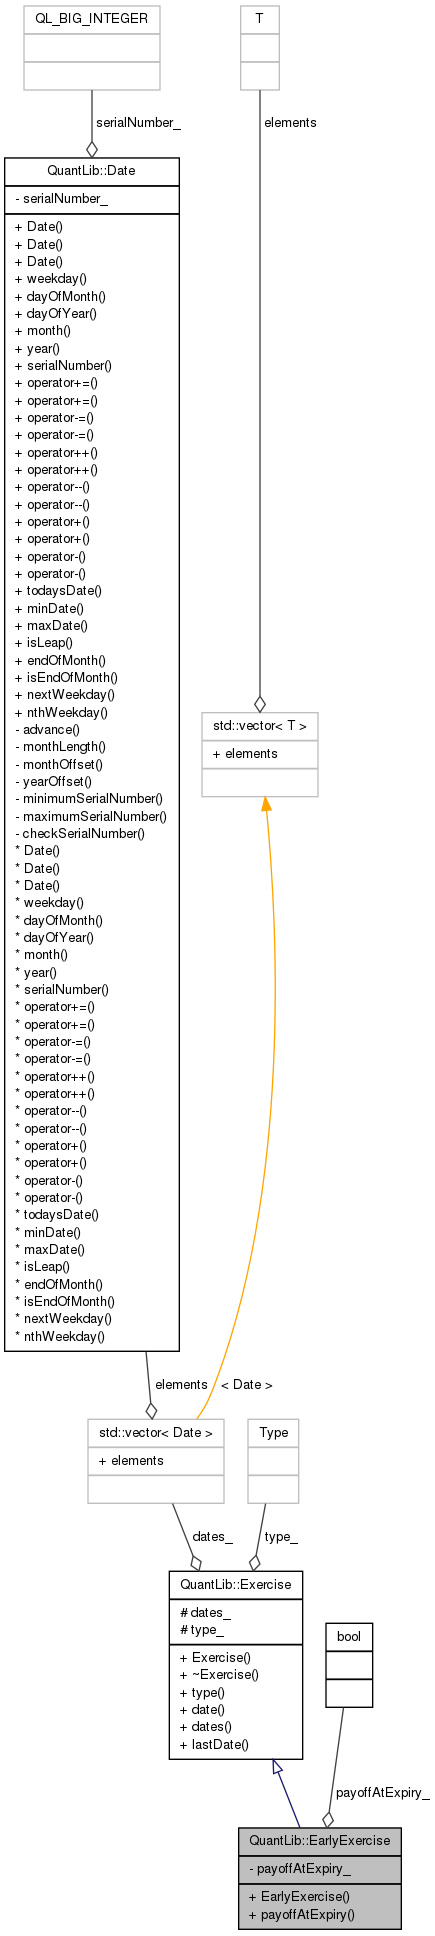 QL_BIG_INTEGER
T
serialNumber_
elements
QuantLib::Date
- serialNumber_
+ Date()
+ Date()
+ Date()
+ weekday()
+ dayOfMonth()
+ dayOfYear()
+ month()
+ year()
+ serialNumber()
+ operator+=()
+ operator+=()
+ operator-=()
+ operator-=()
+ operator++()
+ operator++()
+ operator--()
+ operator--()
+ operator+()
+ operator+()
+ operator-()
+ operator-()
+ todaysDate()
+ minDate()
+ maxDate()
+ isLeap()
+ endOfMonth()
+ isEndOfMonth()
+ nextWeekday()
+ nthWeekday()
- advance()
- monthLength()
- monthOffset()
- yearOffset()
- minimumSerialNumber()
- maximumSerialNumber()
- checkSerialNumber()
* Date()
* Date()
* Date()
* weekday()
* dayOfMonth()
* dayOfYear()
* month()
* year()
* serialNumber()
* operator+=()
* operator+=()
* operator-=()
* operator-=()
* operator++()
* operator++()
* operator--()
* operator--()
* operator+()
* operator+()
* operator-()
* operator-()
* todaysDate()
* minDate()
* maxDate()
* isLeap()
* endOfMonth()
* isEndOfMonth()
* nextWeekday()
* nthWeekday()
std::vector< T >
+ elements
elements
< Date >
std::vector< Date >
+ elements
Type
dates_
type_
QuantLib::Exercise
# dates_
# type_
+ Exercise()
+ ~Exercise()
+ type()
+ date()
+ dates()
+ lastDate()
bool
payoffAtExpiry_
QuantLib::EarlyExercise
- payoffAtExpiry_
+ EarlyExercise()
+ payoffAtExpiry()